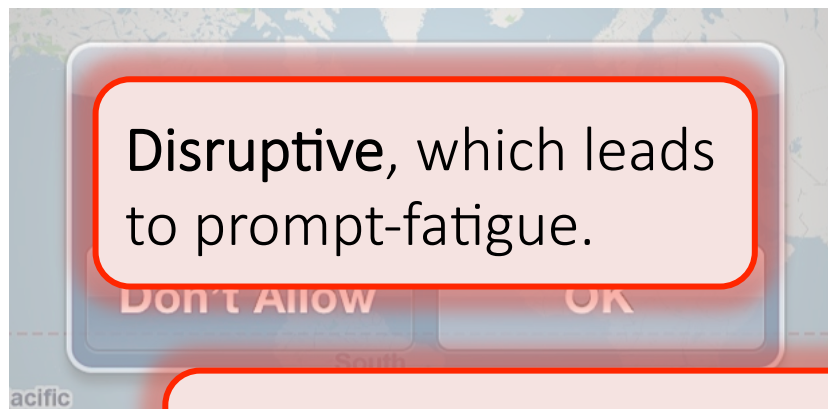 Disruptive, which leads
to prompt-fatigue.
Don't Allow
OK
South
acific